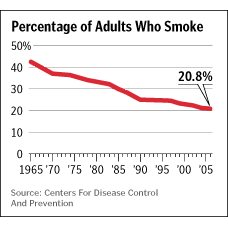 Percentage of Adults Who Smoke
50%
40
30
20
10
0
20.8%
1965 '70 '75 '80 '85 '90 '95 '00 '05
Source: Centers For Disease Control
And Prevention